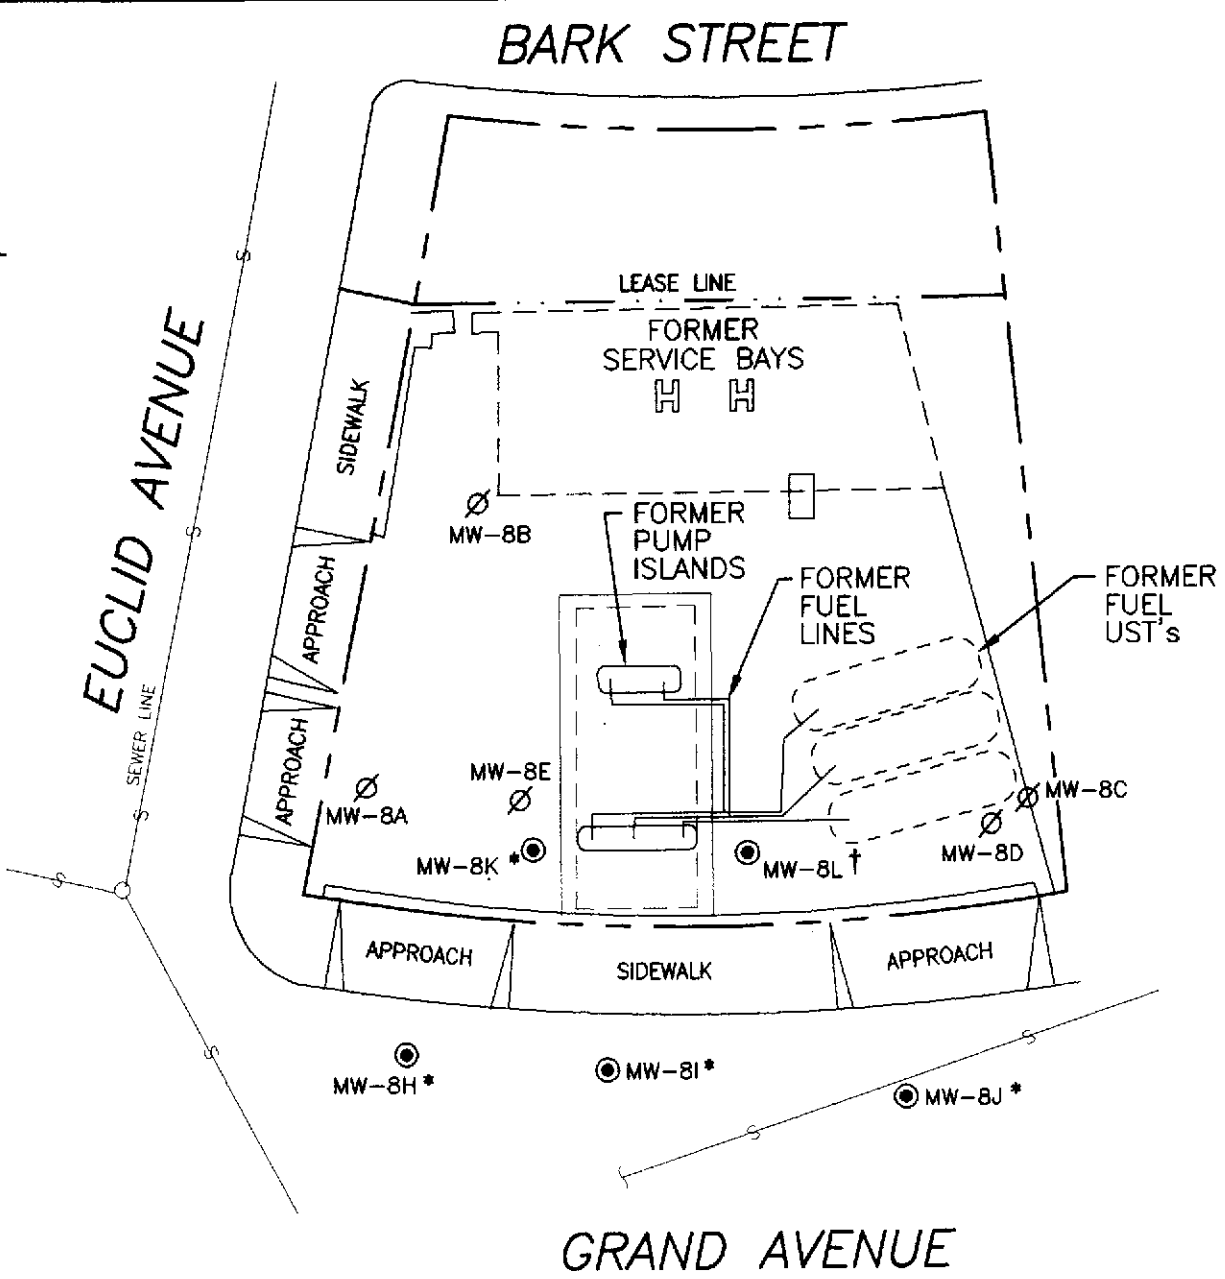 BARK STREET
LEASE LINE
FORMER
SERVICE BAYS
EUCLID AVENUE
SIDEWALK
MW-8B
FORMER
PUMP
ISLANDS
FORMER
FUEL
LINES
FORMER
FUEL
UST's
APPROACH
S SEWER LINE S
APPROACH
MW-8A
MW-8E
MW-8C
MW-8D
MW-8K *
MW-8L †
S
S
S
APPROACH
SIDEWALK
APPROACH
S
S
MW-8H *
MW-8I *
MW-8J *
S
GRAND AVENUE